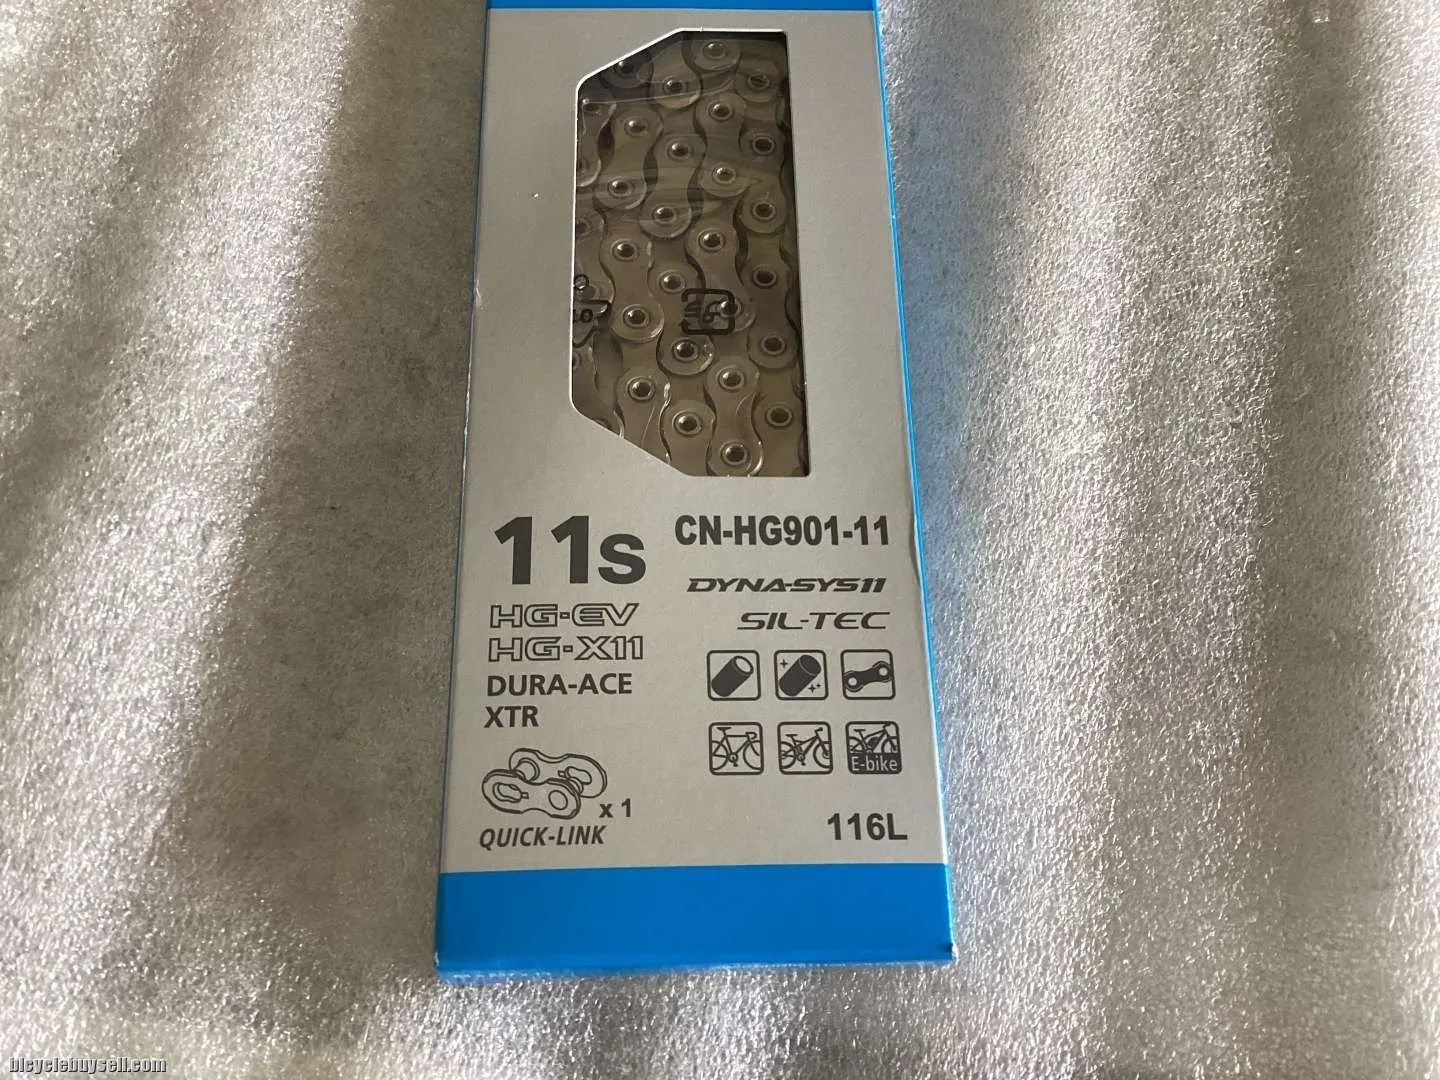 11s
CN-HG901-11
HG-EV
HG-X11
DURA-ACE
XTR
DYNA-SYS11
SIL-TEC
E-bike
x 1
QUICK-LINK
116L
bicyclebuysell.com